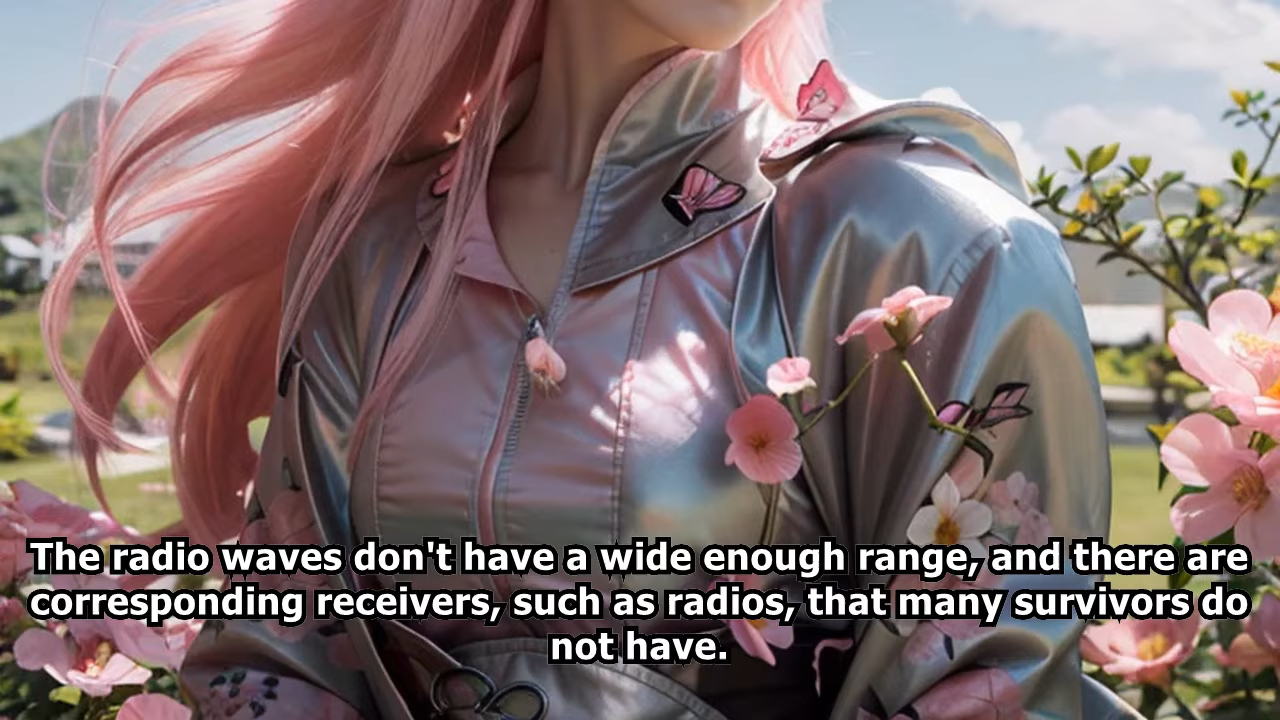 The radio waves don't have a wide enough range, and there are
corresponding receivers, such as radios, that many survivors do
not have.